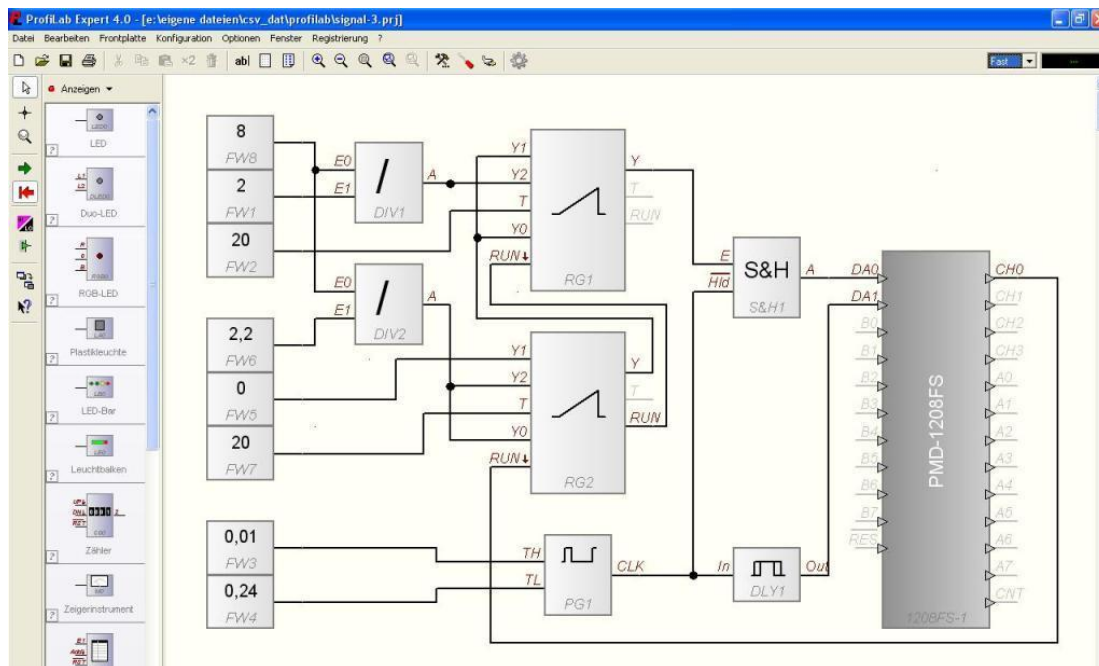 ProfiLab Expert 4.0 - [e:\eigene dateien\csv_dat\profilab\signal-3.prj]
Datei Bearbeiten Frontplatte Konfiguration Optionen Fenster Registrierung ?
×2 abl Fast ---
Anzeigen
LED
Duo-LED
RGB-LED
Plastikleuchte
LED-Bar
Leuchtbalken
Zähler
Zeigerinstrument
8
FW8
2
FW1
20
FW2
2,2
FW6
0
FW5
20
FW7
0,01
FW3
0,24
FW4
E0
E1
/
A
DIV1
E0
E1
/
A
DIV2
Y1
Y2
T
Y0
RUN↓
Y
T
RUN
RG1
Y1
Y2
T
Y0
RUN↓
Y
T
RUN
RG2
TH
TL
CLK
PG1
E
Hld
S&H
A
S&H1
In
Out
DLY1
DA0
DA1
B0
B1
B2
B3
B4
B5
B6
B7
RES
PMD-1208FS
CH0
CH1
CH2
CH3
A0
A1
A2
A3
A4
A5
A6
A7
CNT
1208FS-1